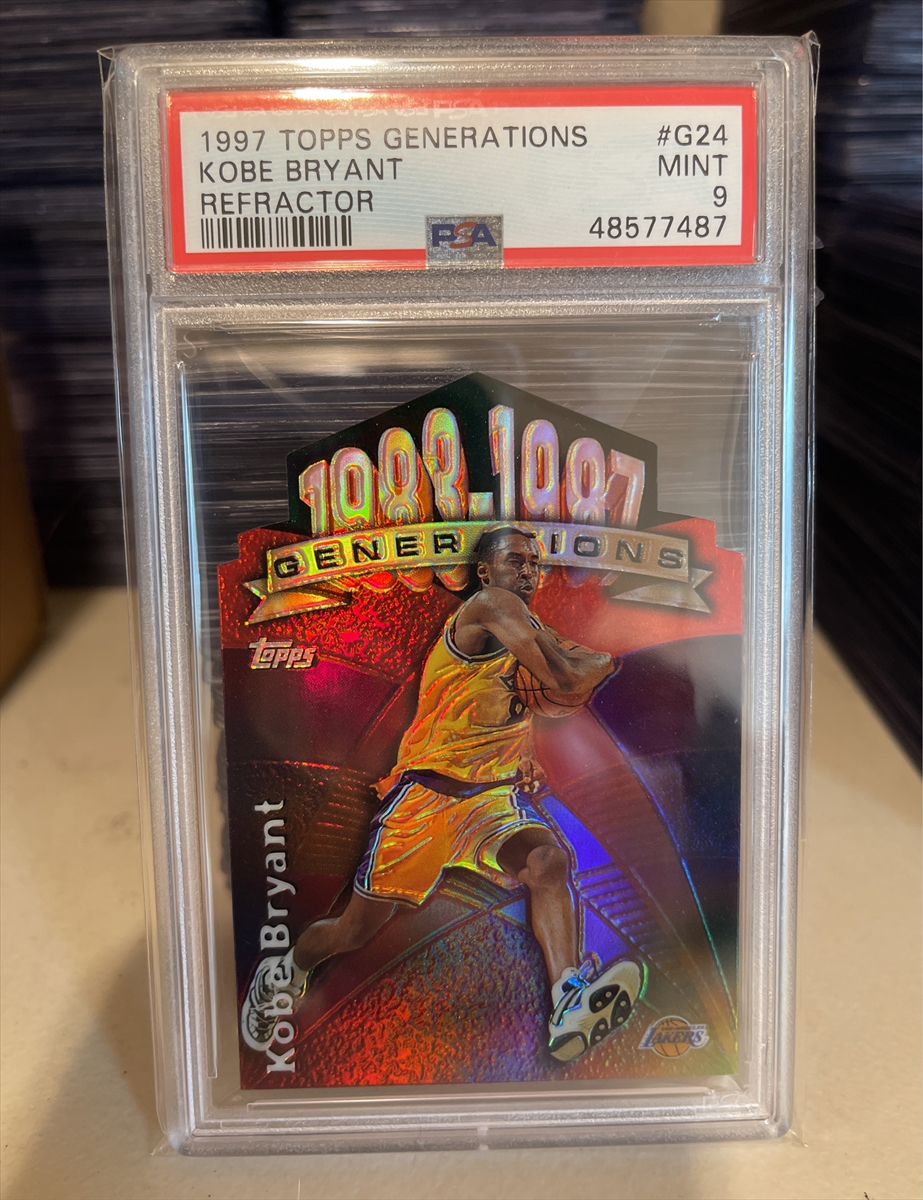 1997 TOPPS GENERATIONS #G24
KOBE BRYANT MINT
REFRACTOR 9
PSA 48577487
1983-1987
GENERATIONS
Topps
Kobe Bryant
LAKERS